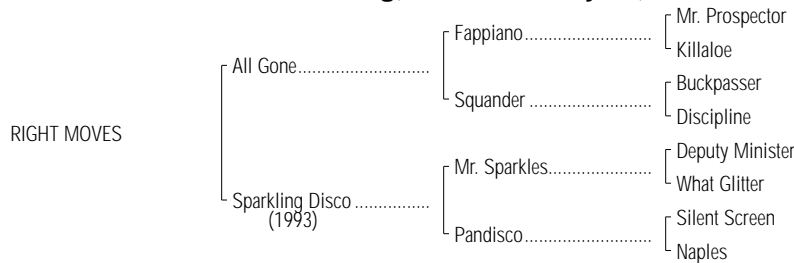 Mr. Prospector
Fappiano
Killaloe
All Gone
Buckpasser
Squander
Discipline
RIGHT MOVES
Deputy Minister
Mr. Sparkles
What Glitter
Sparkling Disco
(1993)
Silent Screen
Pandisco
Naples